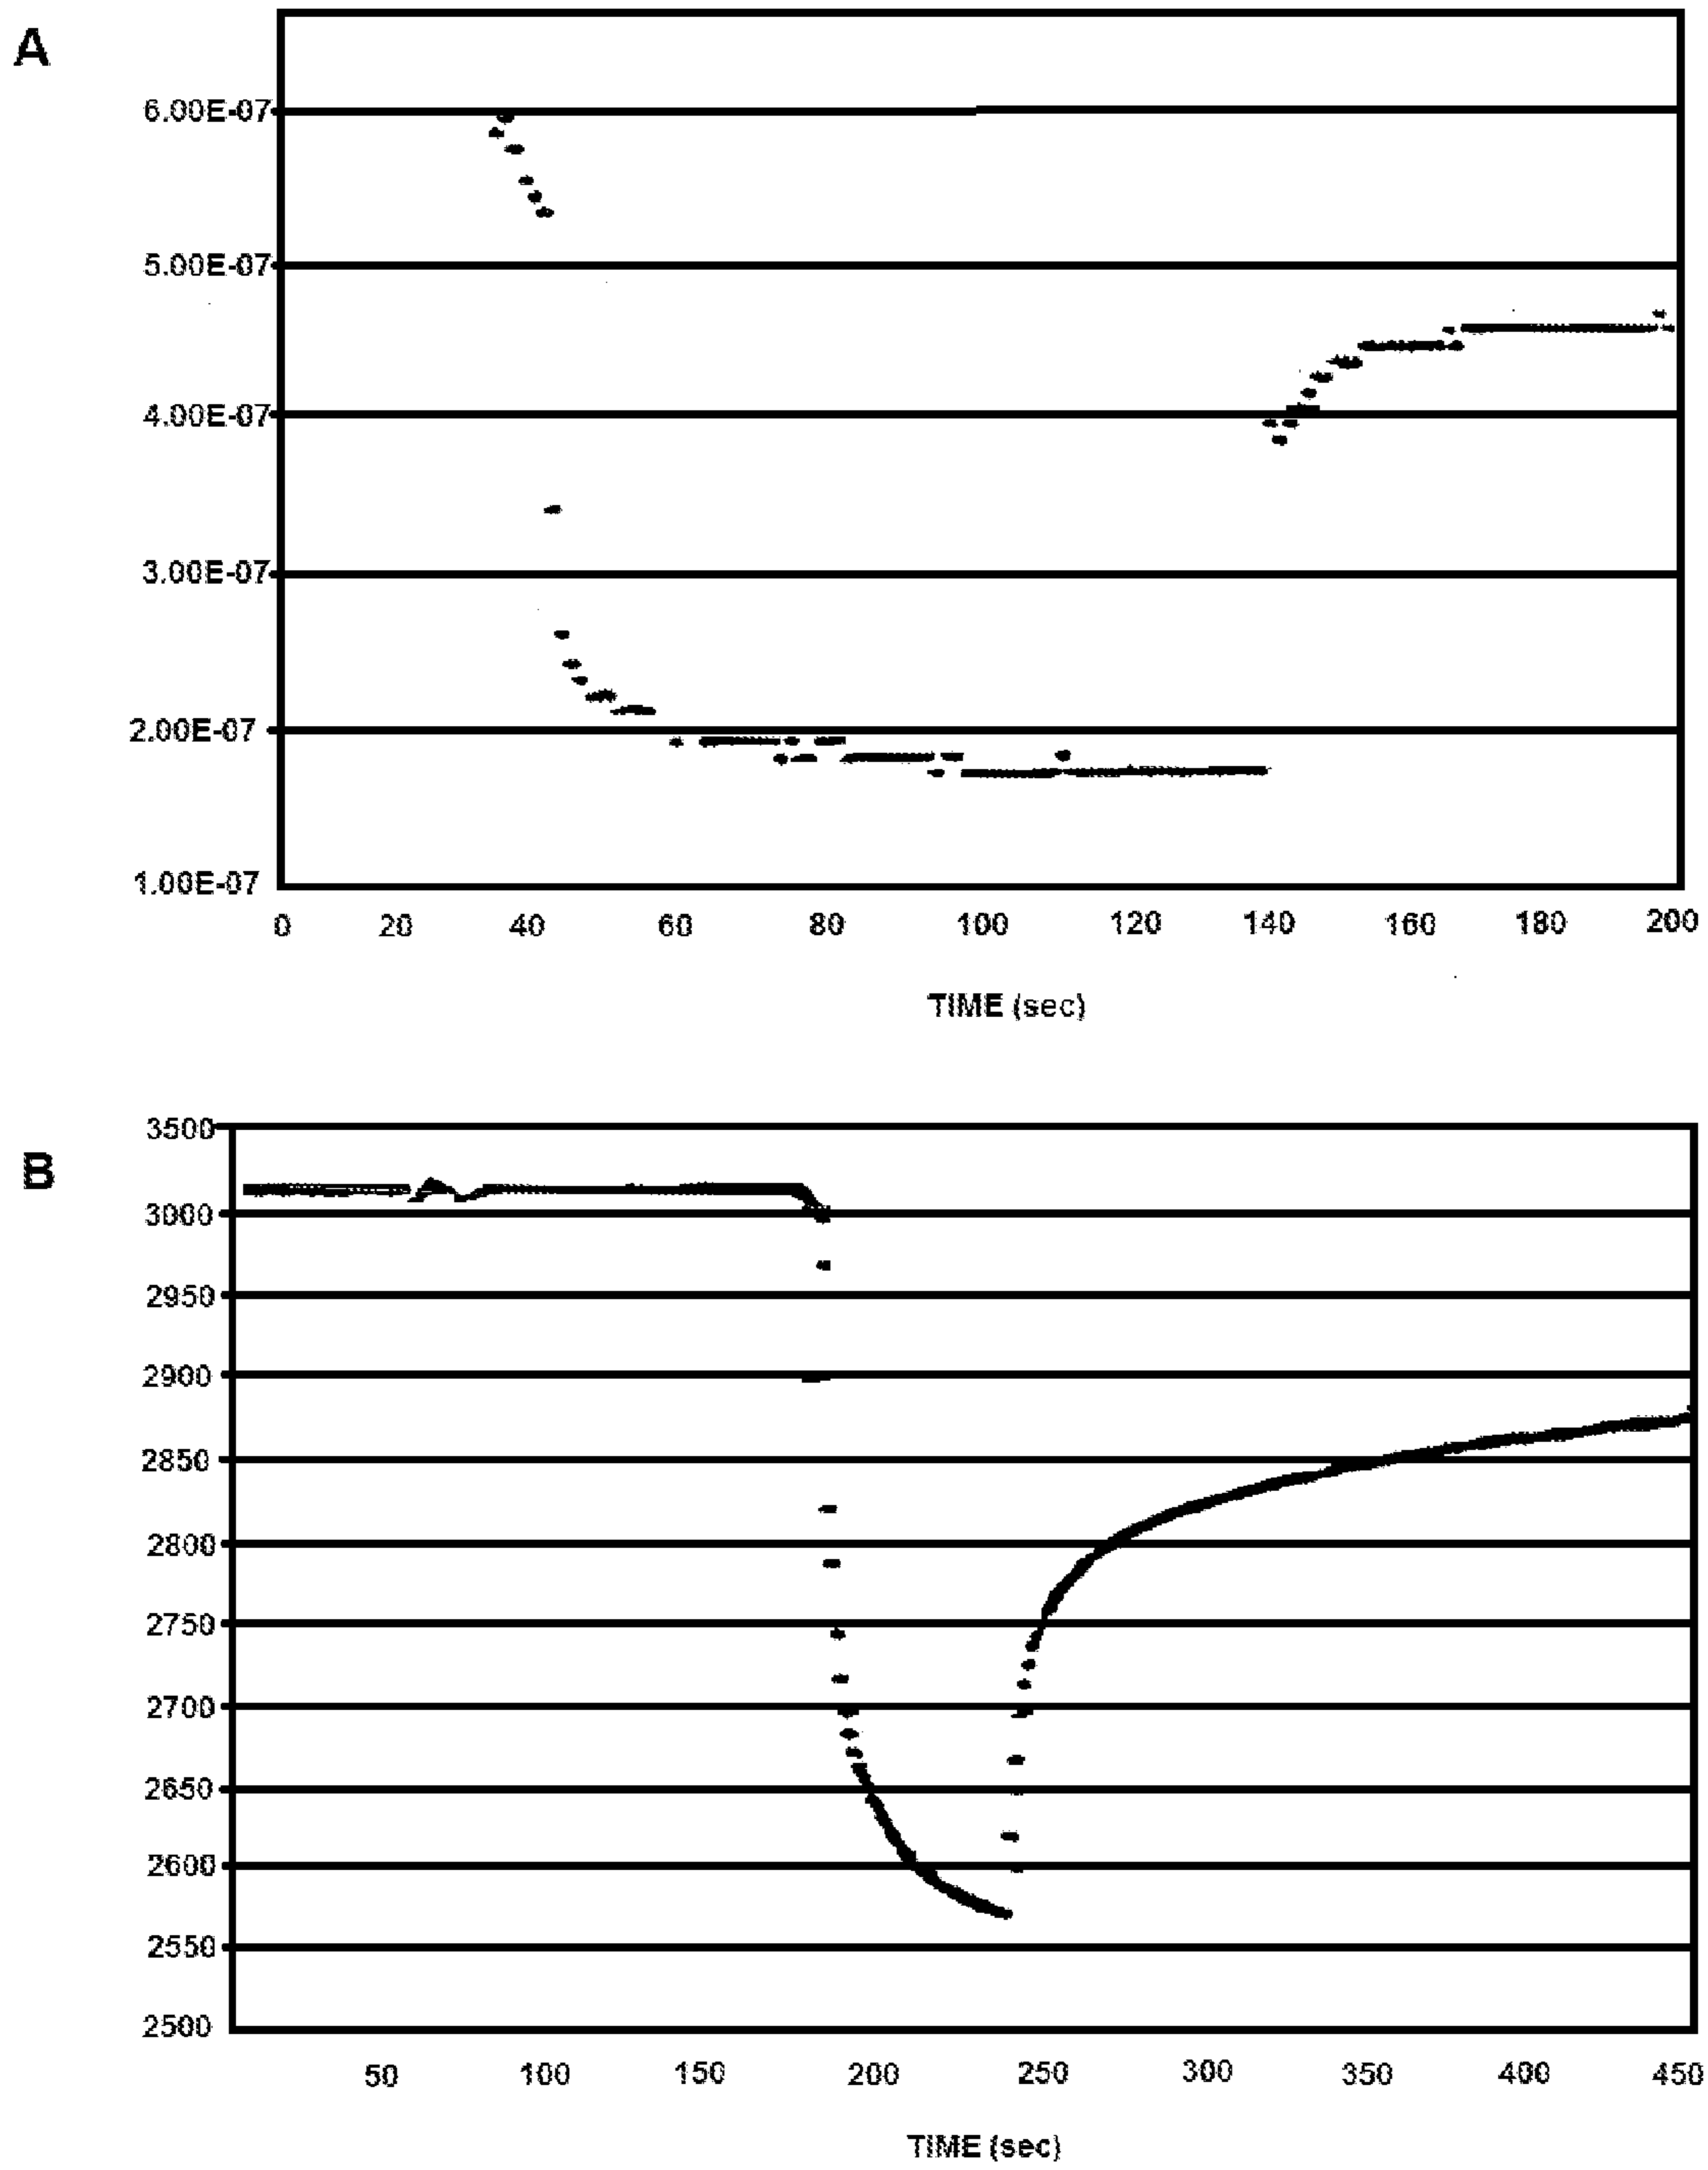 A
6.00E-07
5.00E-07
4.00E-07
3.00E-07
2.00E-07
1.00E-07
0 20 40 60 80 100 120 140 160 180 200
TIME (sec)
B
3500
3000
2950
2900
2850
2800
2750
2700
2650
2600
2550
2500
50 100 150 200 250 300 350 400 450
TIME (sec)